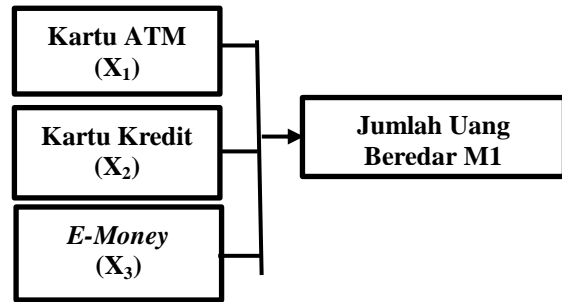 Kartu ATM
(X₁)
Kartu Kredit
(X₂)
E-Money
(X₃)
Jumlah Uang
Beredar M1